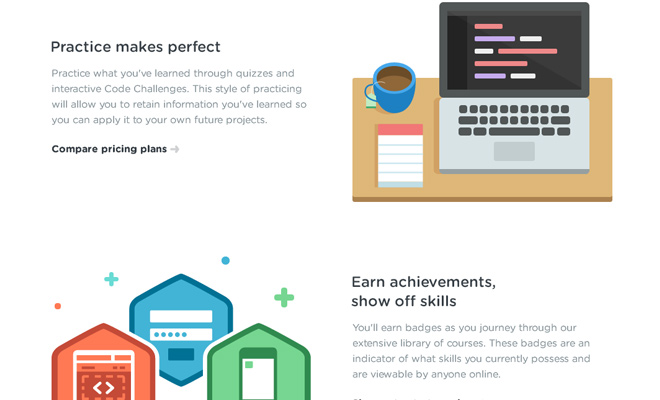 Practice makes perfect
Practice what you've learned through quizzes and
interactive Code Challenges. This style of practicing
will allow you to retain information you've learned so
you can apply it to your own future projects.
Compare pricing plans
Earn achievements,
show off skills
You'll earn badges as you journey through our
extensive library of courses. These badges are an
indicator of what skills you currently possess and
are viewable by anyone online.